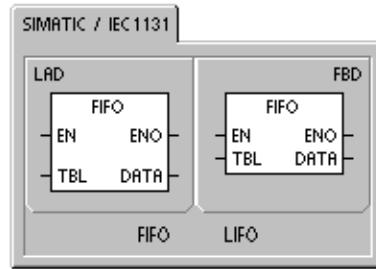 SIMATIC / IEC1131
LAD
FBD
FIFO
EN ENO
TBL DATA
FIFO
EN ENO
TBL DATA
FIFO LIFO